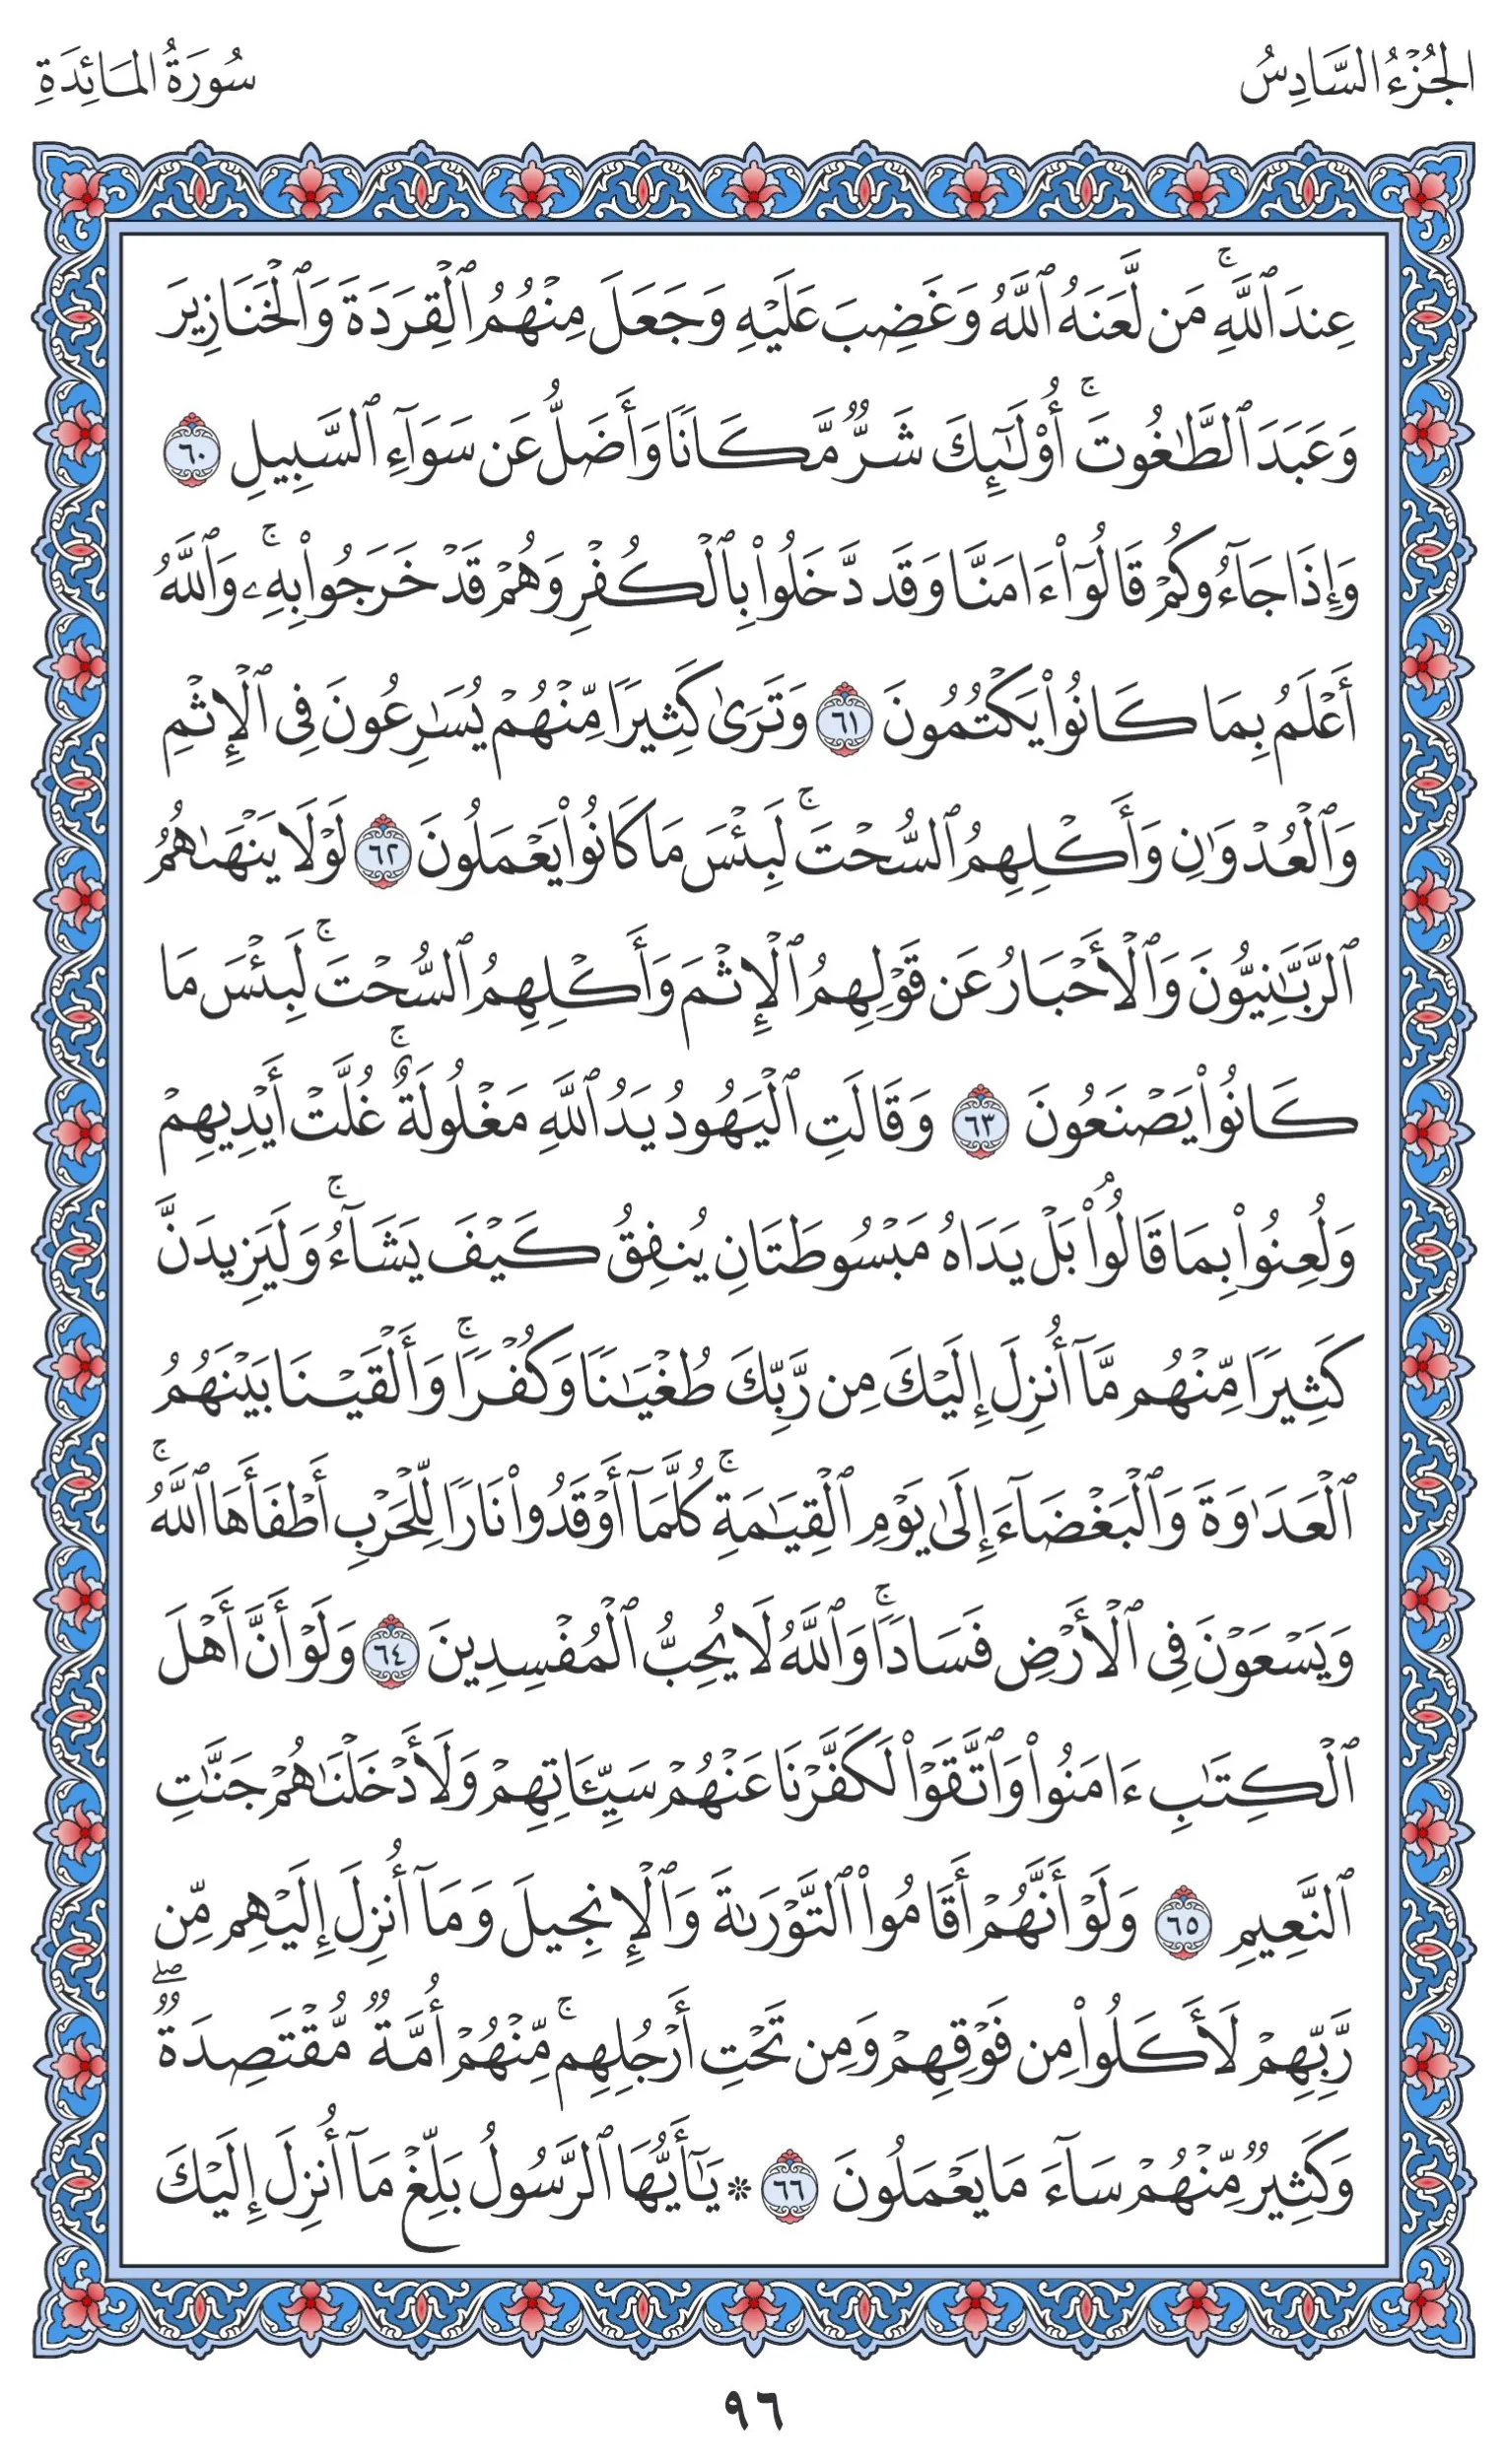 الجُزْءُ السَّادِسُ
سُورَةُ المَائِدَةِ
عِندَ ٱللَّهِۚ مَن لَّعَنَهُ ٱللَّهُ وَغَضِبَ عَلَيْهِ وَجَعَلَ مِنْهُمُ ٱلْقِرَدَةَ وَٱلْخَنَازِيرَ
وَعَبَدَ ٱلطَّٰغُوتَۚ أُوْلَٰٓئِكَ شَرٌّ مَّكَانًا وَأَضَلُّ عَن سَوَآءِ ٱلسَّبِيلِ ٦٠
وَإِذَا جَآءُوكُمْ قَالُوٓا۟ ءَامَنَّا وَقَد دَّخَلُوا۟ بِٱلْكُفْرِ وَهُمْ قَدْ خَرَجُوا۟ بِهِۦۚ وَٱللَّهُ
أَعْلَمُ بِمَا كَانُوا۟ يَكْتُمُونَ ٦١ وَتَرَىٰ كَثِيرًا مِّنْهُمْ يُسَٰرِعُونَ فِى ٱلْإِثْمِ
وَٱلْعُدْوَٰنِ وَأَكْلِهِمُ ٱلسُّحْتَۚ لَبِئْسَ مَا كَانُوا۟ يَعْمَلُونَ ٦٢ لَوْلَا يَنْهَىٰهُمُ
ٱلرَّبَّٰنِيُّونَ وَٱلْأَحْبَارُ عَن قَوْلِهِمُ ٱلْإِثْمَ وَأَكْلِهِمُ ٱلسُّحْتَۚ لَبِئْسَ مَا
كَانُوا۟ يَصْنَعُونَ ٦٣ وَقَالَتِ ٱلْيَهُودُ يَدُ ٱللَّهِ مَغْلُولَةٌۚ غُلَّتْ أَيْدِيهِمْ
وَلُعِنُوا۟ بِمَا قَالُوا۟ۘ بَلْ يَدَاهُ مَبْسُوطَتَانِ يُنفِقُ كَيْفَ يَشَآءُۚ وَلَيَزِيدَنَّ
كَثِيرًا مِّنْهُم مَّآ أُنزِلَ إِلَيْكَ مِن رَّبِّكَ طُغْيَٰنًا وَكُفْرًاۚ وَأَلْقَيْنَا بَيْنَهُمُ
ٱلْعَدَٰوَةَ وَٱلْبَغْضَآءَ إِلَىٰ يَوْمِ ٱلْقِيَٰمَةِۚ كُلَّمَآ أَوْقَدُوا۟ نَارًا لِّلْحَرْبِ أَطْفَأَهَا ٱللَّهُۚ
وَيَسْعَوْنَ فِى ٱلْأَرْضِ فَسَادًاۚ وَٱللَّهُ لَا يُحِبُّ ٱلْمُفْسِدِينَ ٦٤ وَلَوْ أَنَّ أَهْلَ
ٱلْكِتَٰبِ ءَامَنُوا۟ وَٱتَّقَوْا۟ لَكَفَّرْنَا عَنْهُمْ سَيِّـَٔاتِهِمْ وَلَأَدْخَلْنَٰهُمْ جَنَّٰتِ
ٱلنَّعِيمِ ٦٥ وَلَوْ أَنَّهُمْ أَقَامُوا۟ ٱلتَّوْرَىٰةَ وَٱلْإِنجِيلَ وَمَآ أُنزِلَ إِلَيْهِم مِّن
رَّبِّهِمْ لَأَكَلُوا۟ مِن فَوْقِهِمْ وَمِن تَحْتِ أَرْجُلِهِمۚ مِّنْهُمْ أُمَّةٌ مُّقْتَصِدَةٌۖ
وَكَثِيرٌ مِّنْهُمْ سَآءَ مَا يَعْمَلُونَ ٦٦ * يَٰٓأَيُّهَا ٱلرَّسُولُ بَلِّغْ مَآ أُنزِلَ إِلَيْكَ
٩٦